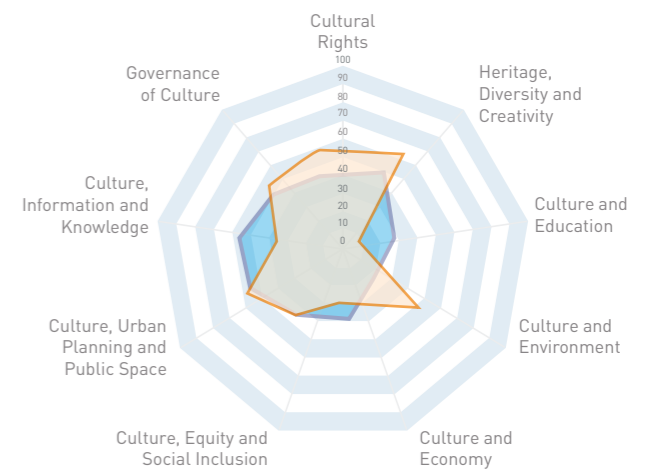 Cultural
Rights
Heritage,
Diversity and
Creativity
Culture and
Education
Culture and
Environment
Culture and
Economy
Culture, Equity and
Social Inclusion
Culture, Urban
Planning and
Public Space
Culture,
Information and
Knowledge
Governance
of Culture
100
90
80
70
60
50
40
30
20
10
0